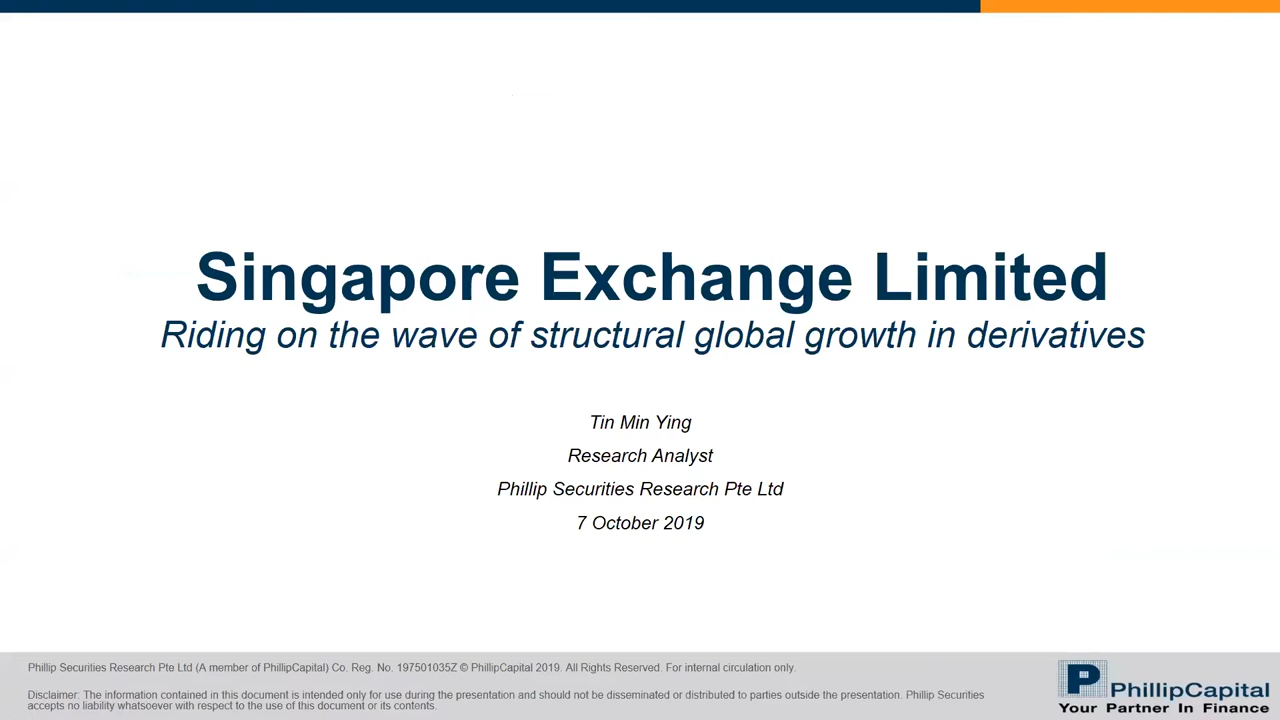 Singapore Exchange Limited
Riding on the wave of structural global growth in derivatives
Tin Min Ying
Research Analyst
Phillip Securities Research Pte Ltd
7 October 2019
Phillip Securities Research Pte Ltd (A member of PhillipCapital) Co. Reg. No. 197501035Z © PhillipCapital 2019. All Rights Reserved. For internal circulation only.
Disclaimer: The information contained in this document is intended only for use during the presentation and should not be disseminated or distributed to parties outside the presentation. Phillip Securities
accepts no liability whatsoever with respect to the use of this document or its contents.
P
PhillipCapital
Your Partner In Finance